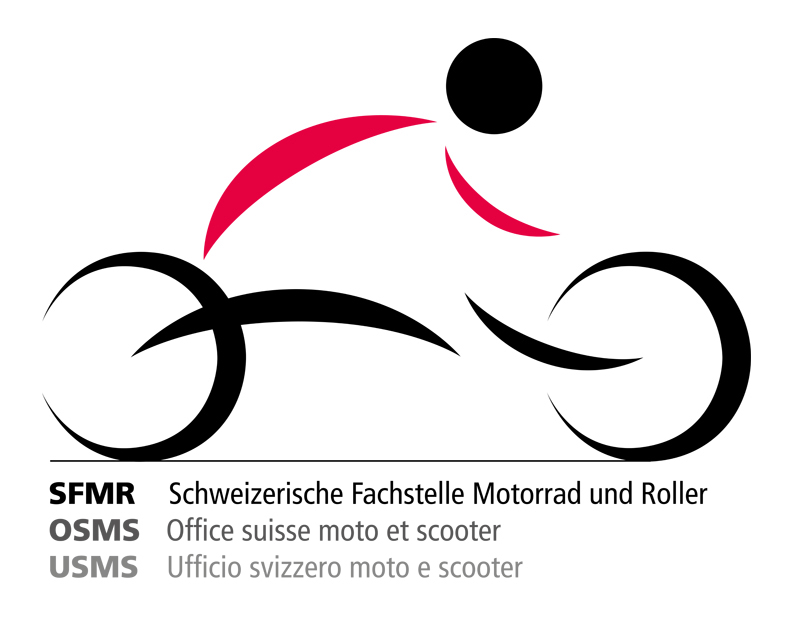 SFMR Schweizerische Fachstelle Motorrad und Roller
OSMS Office suisse moto et scooter
USMS Ufficio svizzero moto e scooter